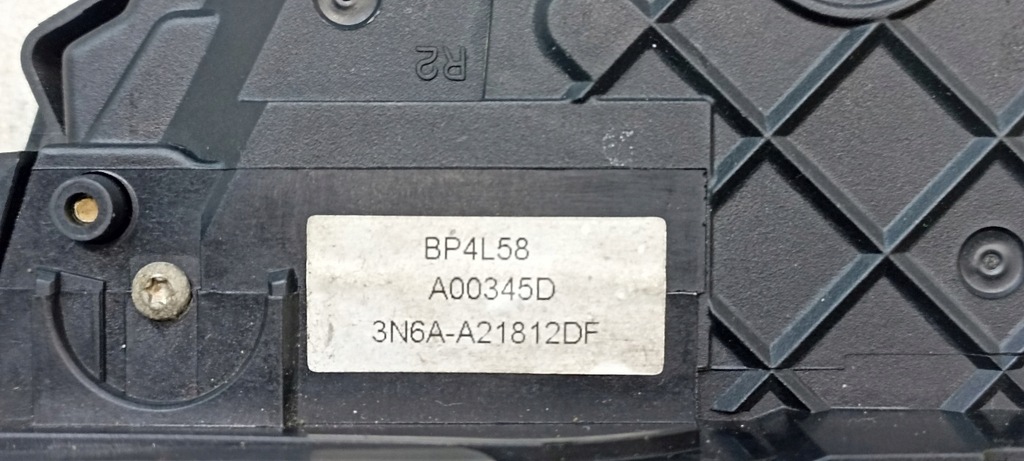 R2
BP4L58
A00345D
3N6A-A21812DF